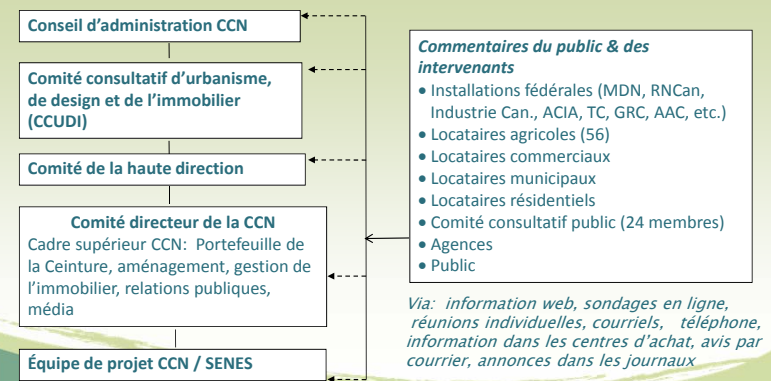 Conseil d’administration CCN
Comité consultatif d’urbanisme,
de design et de l’immobilier
(CCUDI)
Comité de la haute direction
Comité directeur de la CCN
Cadre supérieur CCN: Portefeuille de
la Ceinture, aménagement, gestion de
l’immobilier, relations publiques,
média
Équipe de projet CCN / SENES
Commentaires du public & des
intervenants
• Installations fédérales (MDN, RNCan,
Industrie Can., ACIA, TC, GRC, AAC, etc.)
• Locataires agricoles (56)
• Locataires commerciaux
• Locataires municipaux
• Locataires résidentiels
• Comité consultatif public (24 membres)
• Agences
• Public
Via: information web, sondages en ligne,
réunions individuelles, courriels, téléphone,
information dans les centres d’achat, avis par
courrier, annonces dans les journaux